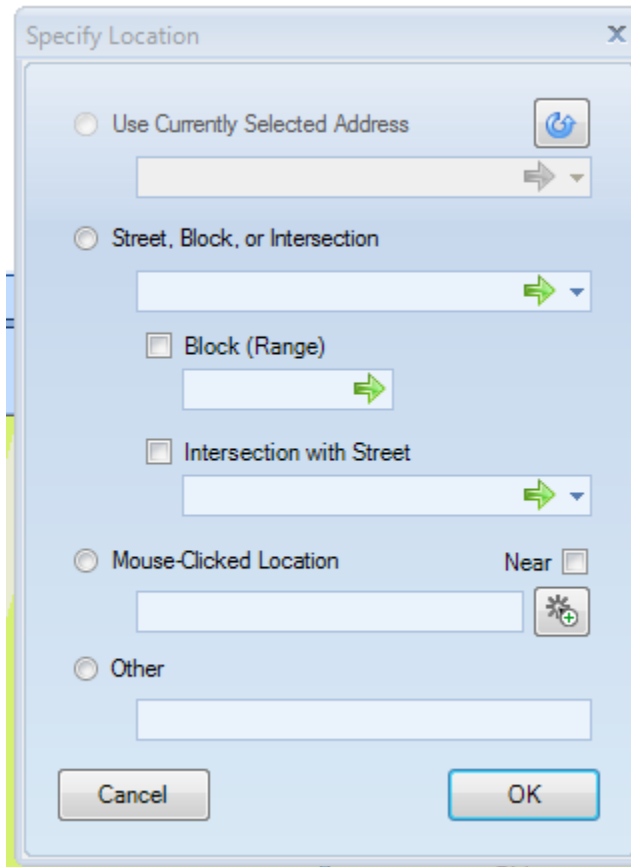 Specify Location
Use Currently Selected Address
Street, Block, or Intersection
Block (Range)
Intersection with Street
Mouse-Clicked Location Near
Other
Cancel OK